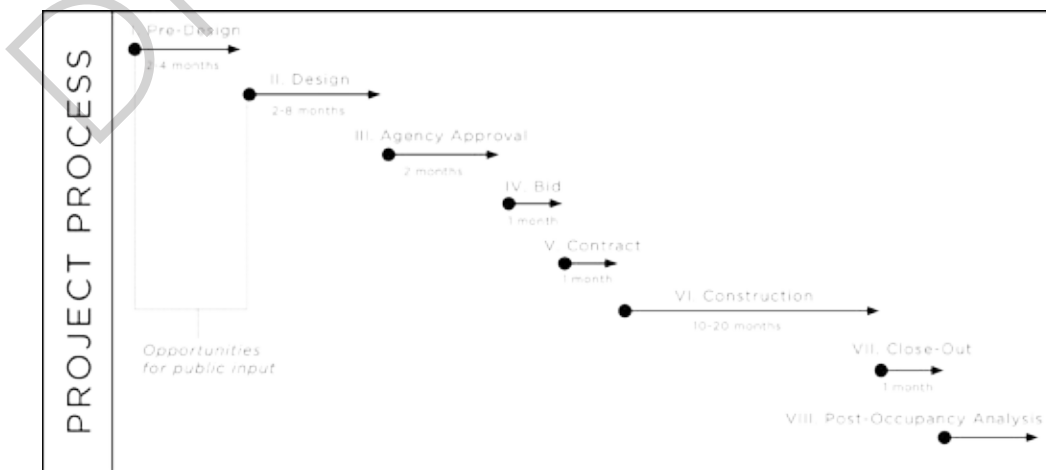 PROJECT PROCESS
I. Pre-Design
2-4 months
II. Design
2-8 months
III. Agency Approval
2 months
IV. Bid
1 month
V. Contract
1 month
VI. Construction
10-20 months
VII. Close-Out
1 month
VIII. Post-Occupancy Analysis
Opportunities
for public input